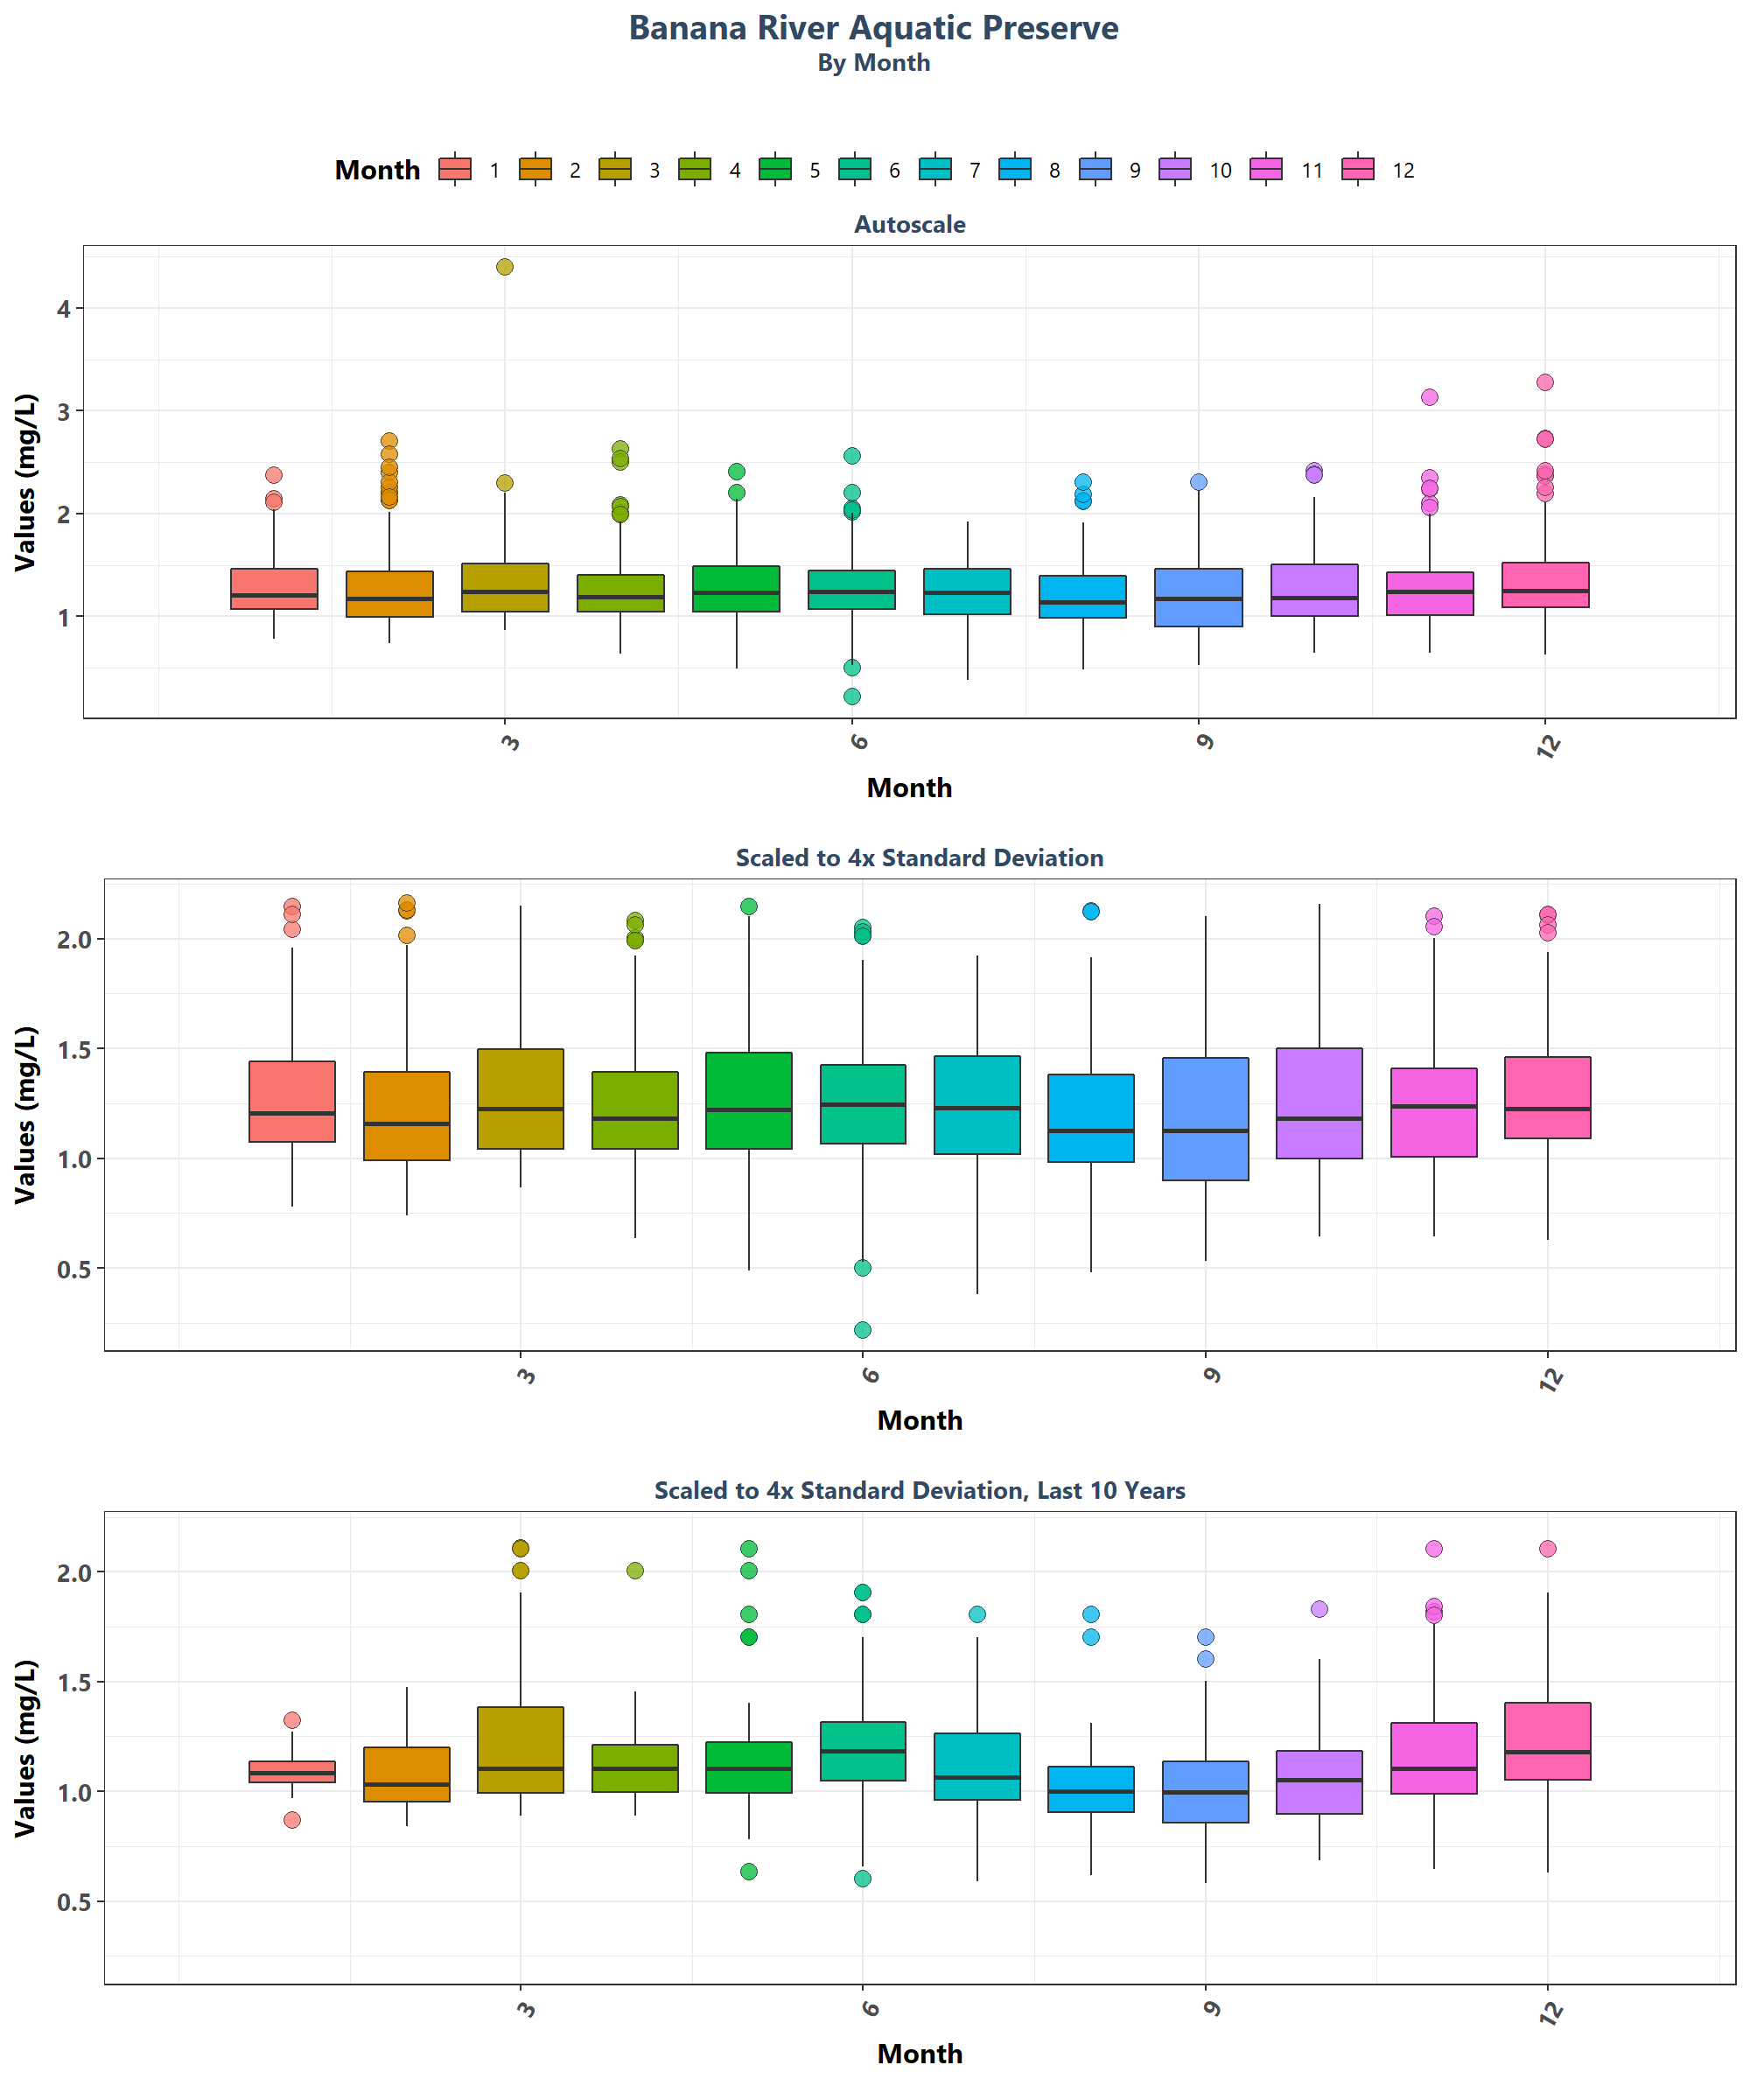 Banana River Aquatic Preserve
By Month
Month 1 2 3 4 5 6 7 8 9 10 11 12
Autoscale
Values (mg/L)
4
3
2
1
3 6 9 12
Month
Scaled to 4x Standard Deviation
Values (mg/L)
2.0
1.5
1.0
0.5
3 6 9 12
Month
Scaled to 4x Standard Deviation, Last 10 Years
Values (mg/L)
2.0
1.5
1.0
0.5
3 6 9 12
Month